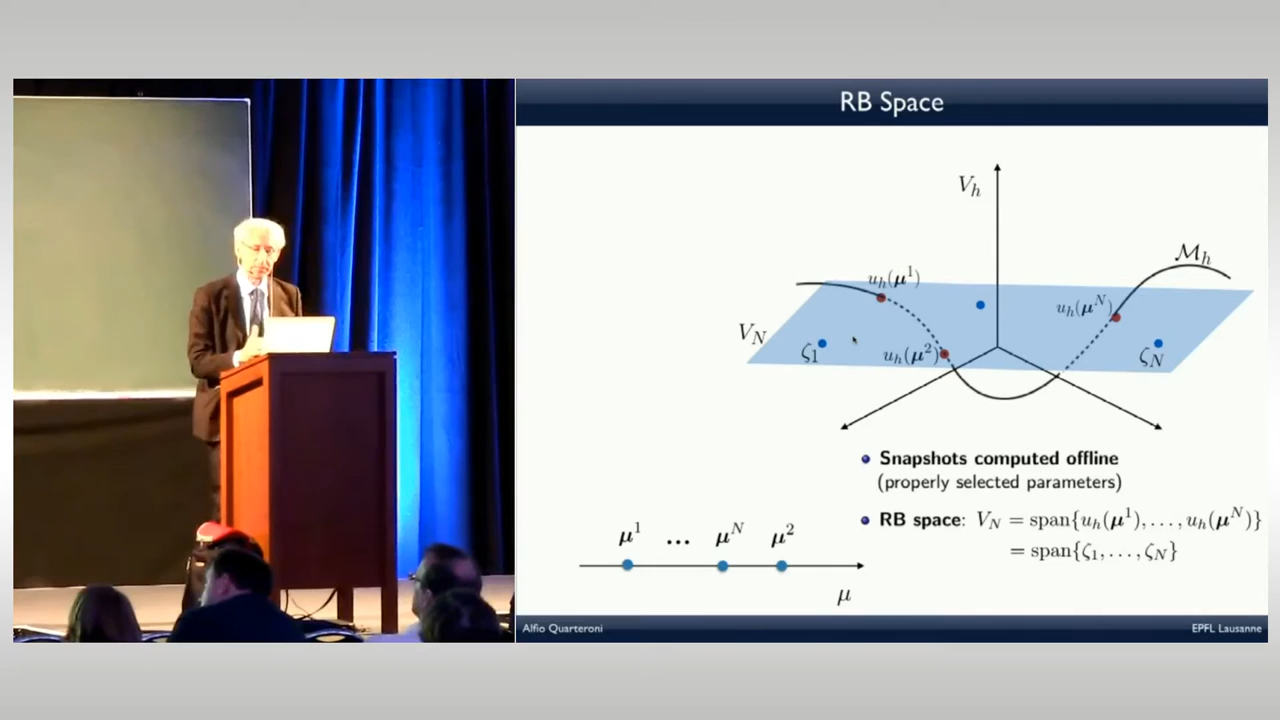 RB Space
V_h
M_h
u_h(μ^1)
u_h(μ^N)
V_N
ζ_1
u_h(μ^2)
ζ_N
Snapshots computed offline
(properly selected parameters)
RB space: V_N = span{u_h(μ^1), . . . , u_h(μ^N)}
= span{ζ_1, . . . , ζ_N}
μ^1 ... μ^N μ^2
μ
Alfio Quarteroni EPFL Lausanne